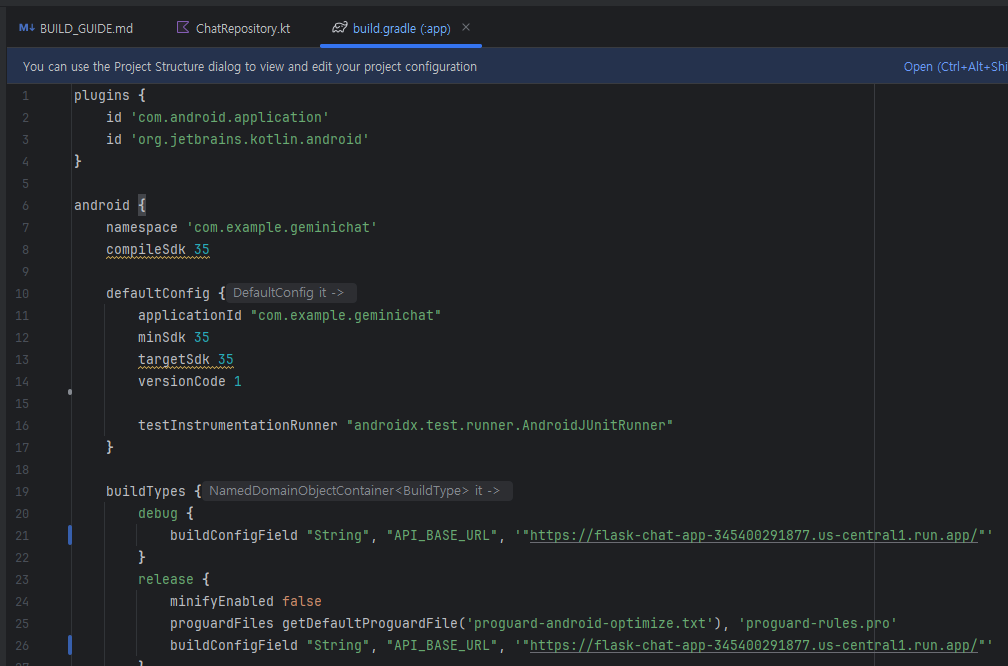 M↓ BUILD_GUIDE.md ChatRepository.kt build.gradle (:app)
You can use the Project Structure dialog to view and edit your project configuration Open (Ctrl+Alt+Shi
1 plugins {
2 id 'com.android.application'
3 id 'org.jetbrains.kotlin.android'
4 }
5
6 android {
7 namespace 'com.example.geminichat'
8 compileSdk 35
9
10 defaultConfig { DefaultConfig it ->
11 applicationId "com.example.geminichat"
12 minSdk 35
13 targetSdk 35
14 versionCode 1
15
16 testInstrumentationRunner "androidx.test.runner.AndroidJUnitRunner"
17 }
18
19 buildTypes { NamedDomainObjectContainer<BuildType> it ->
20 debug {
21 buildConfigField "String", "API_BASE_URL", '"https://flask-chat-app-345400291877.us-central1.run.app/"'
22 }
23 release {
24 minifyEnabled false
25 proguardFiles getDefaultProguardFile('proguard-android-optimize.txt'), 'proguard-rules.pro'
26 buildConfigField "String", "API_BASE_URL", '"https://flask-chat-app-345400291877.us-central1.run.app/"'